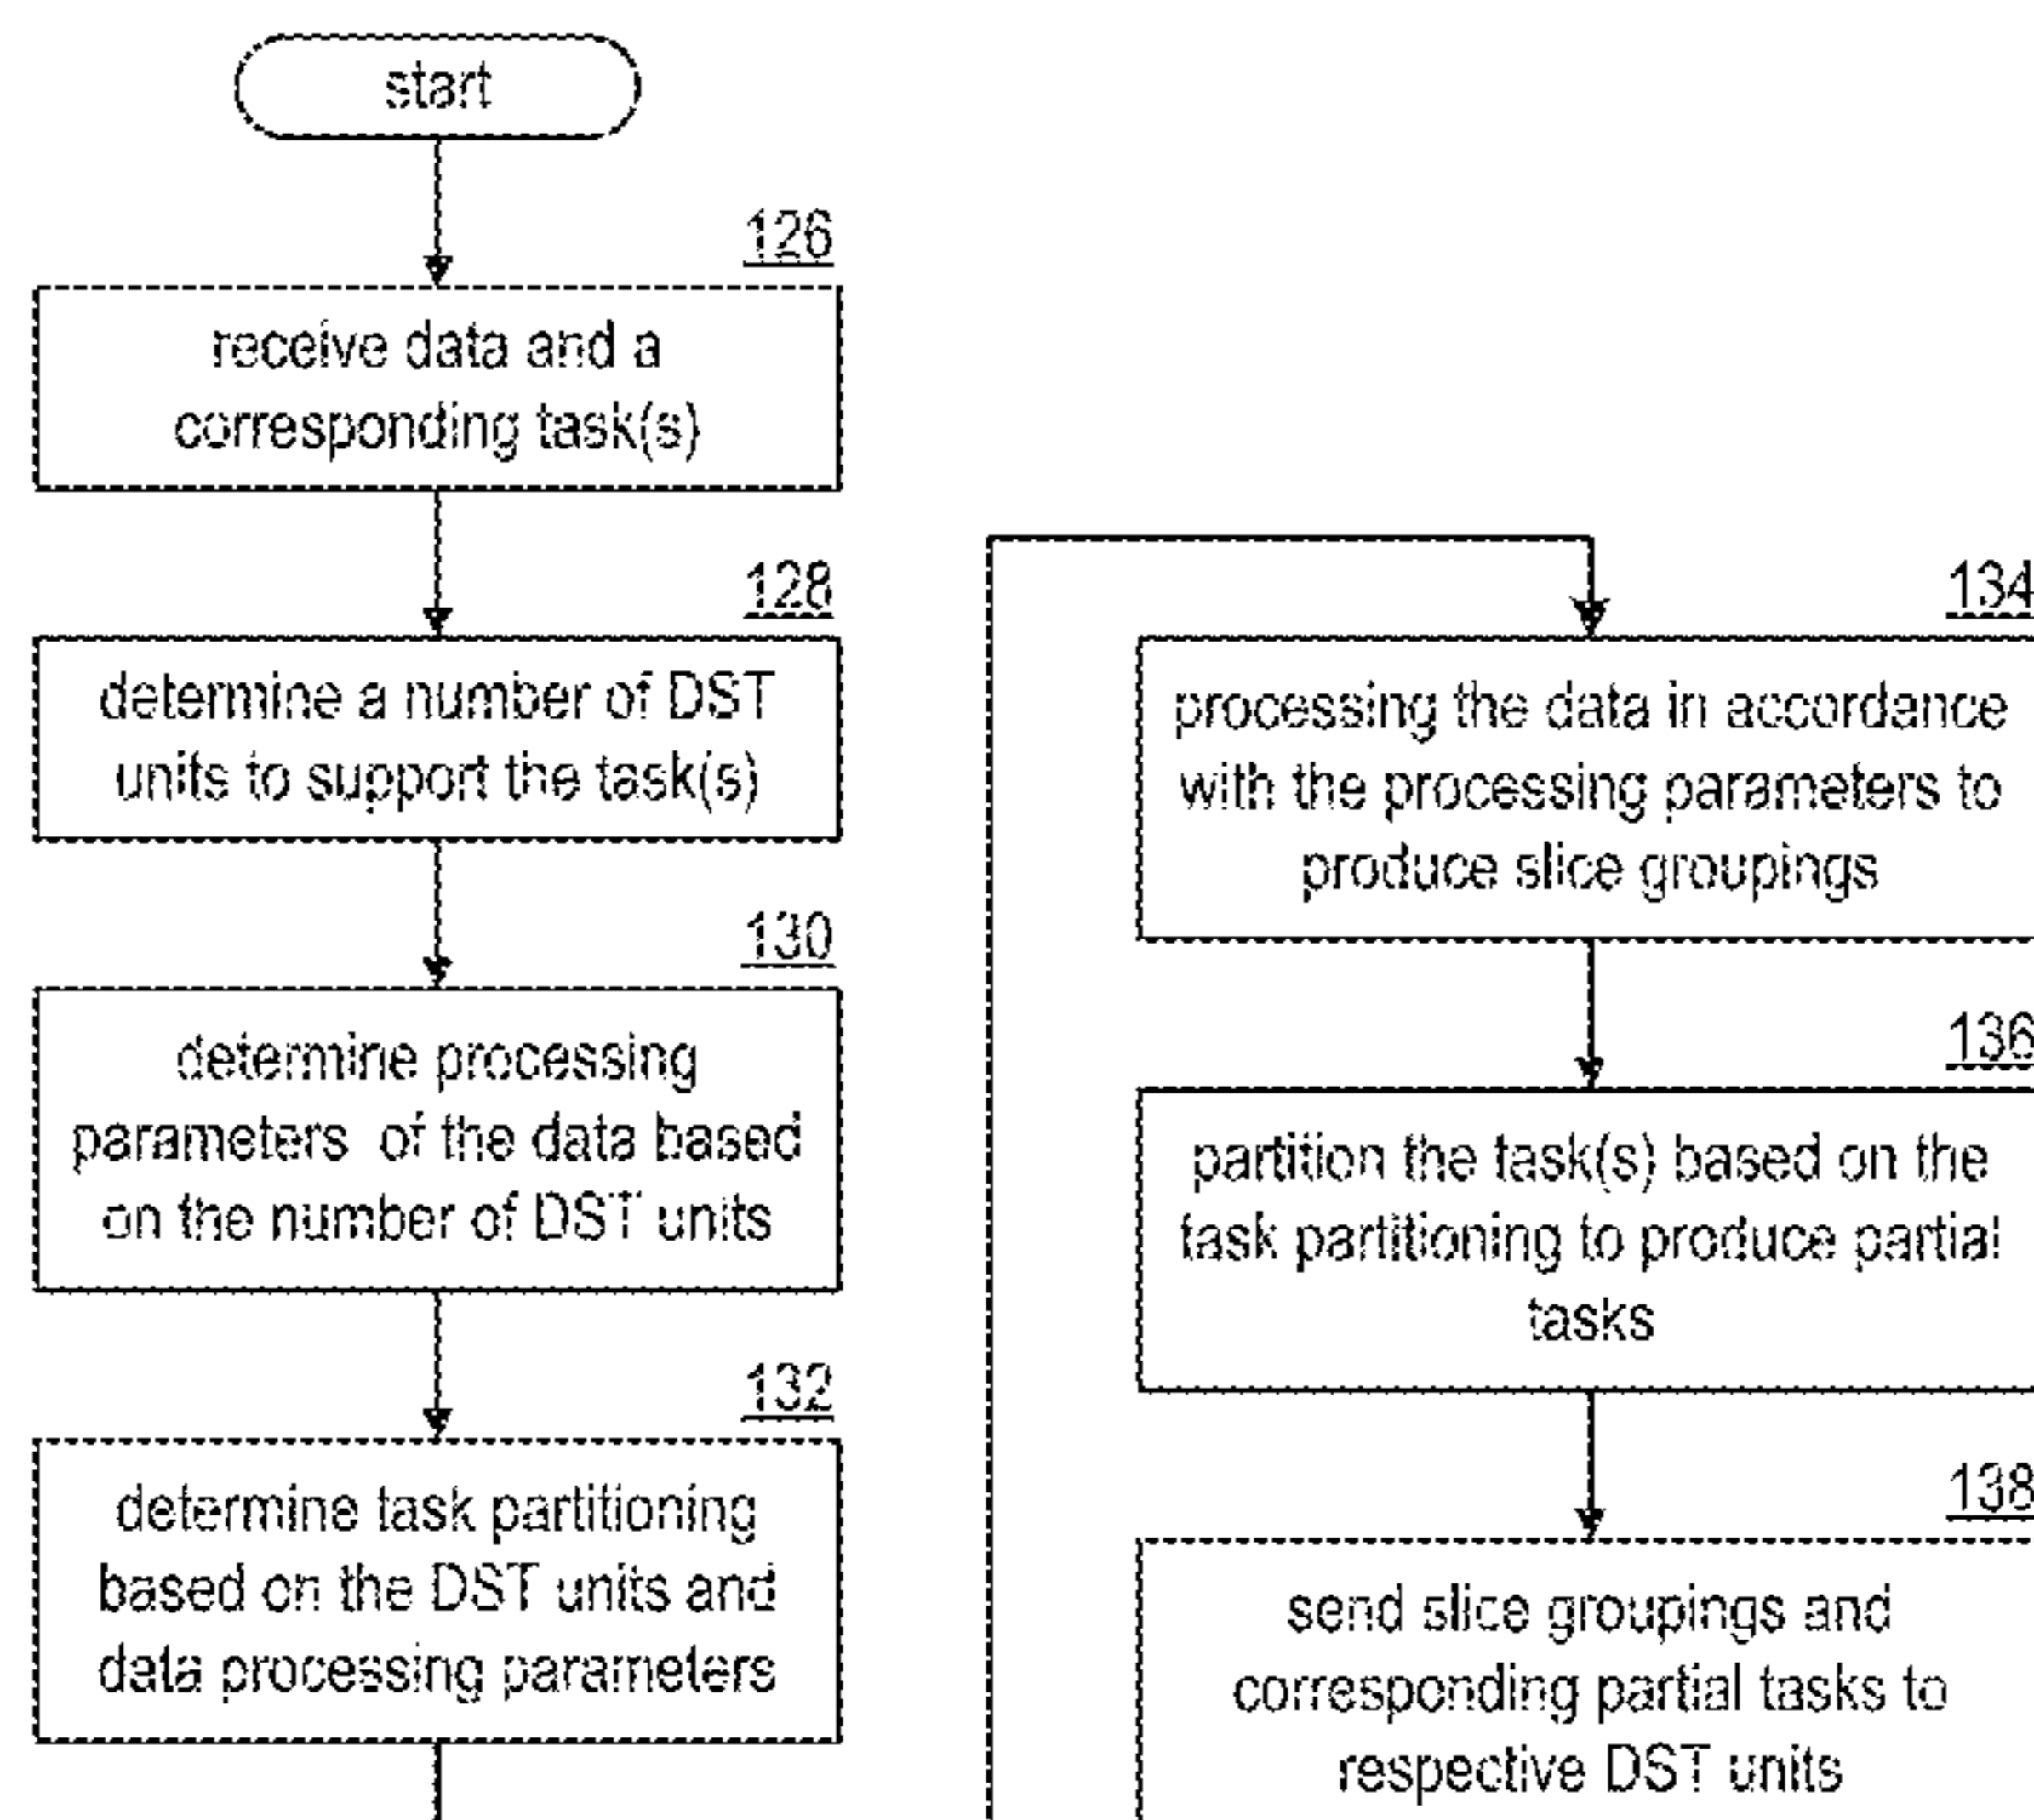 start
126
receive data and a
corresponding task(s)
128
determine a number of DST
units to support the task(s)
130
determine processing
parameters of the data based
on the number of DST units
132
determine task partitioning
based on the DST units and
data processing parameters
134
processing the data in accordance
with the processing parameters to
produce slice groupings
136
partition the task(s) based on the
task partitioning to produce partial
tasks
138
send slice groupings and
corresponding partial tasks to
respective DST units